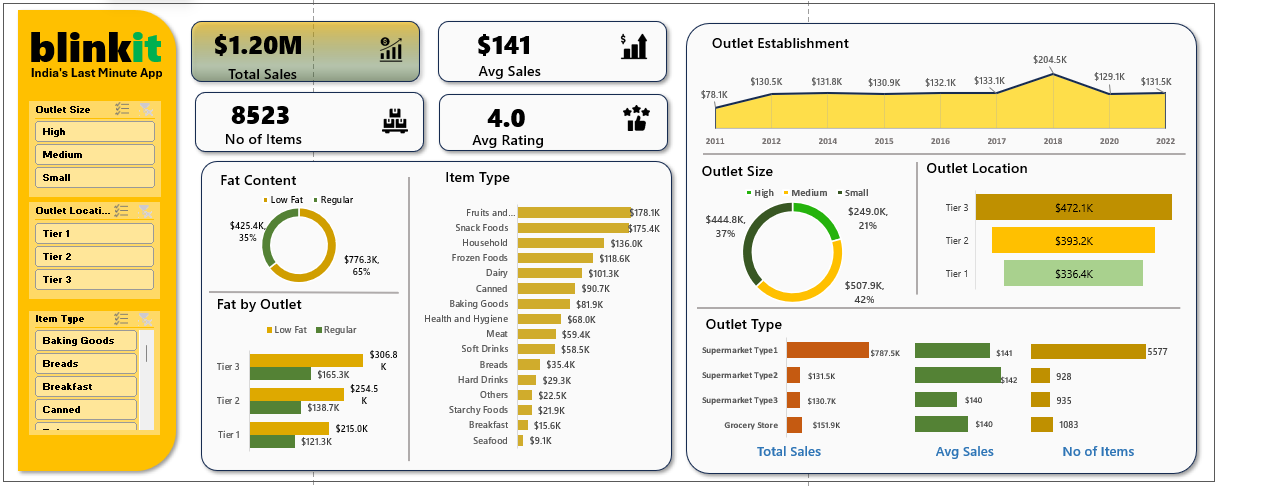 blinkit
India's Last Minute App
Outlet Size
High
Medium
Small
Outlet Locati...
Tier 1
Tier 2
Tier 3
Item Type
Baking Goods
Breads
Breakfast
Canned
$1.20M
Total Sales
$141
Avg Sales
8523
No of Items
4.0
Avg Rating
Fat Content
Low Fat Regular
$425.4K,
35%
$776.3K,
65%
Fat by Outlet
Low Fat Regular
Tier 3 $306.8
K
$165.3K
Tier 2 $254.5
K
$138.7K
Tier 1 $215.0K
$121.3K
Item Type
Fruits and... $178.1K
Snack Foods $175.4K
Household $136.0K
Frozen Foods $118.6K
Dairy $101.3K
Canned $90.7K
Baking Goods $81.9K
Health and Hygiene $68.0K
Meat $59.4K
Soft Drinks $58.5K
Breads $35.4K
Hard Drinks $29.3K
Others $22.5K
Starchy Foods $21.9K
Breakfast $15.6K
Seafood $9.1K
Outlet Establishment
$78.1K $130.5K $131.8K $130.9K $132.1K $133.1K $204.5K $129.1K $131.5K
2011 2012 2014 2015 2016 2017 2018 2020 2022
Outlet Size
High Medium Small
$444.8K,
37%
$249.0K,
21%
$507.9K,
42%
Outlet Location
Tier 3 $472.1K
Tier 2 $393.2K
Tier 1 $336.4K
Outlet Type
Supermarket Type1 $787.5K $141 5577
Supermarket Type2 $131.5K $142 928
Supermarket Type3 $130.7K $140 935
Grocery Store $151.9K $140 1083
Total Sales Avg Sales No of Items